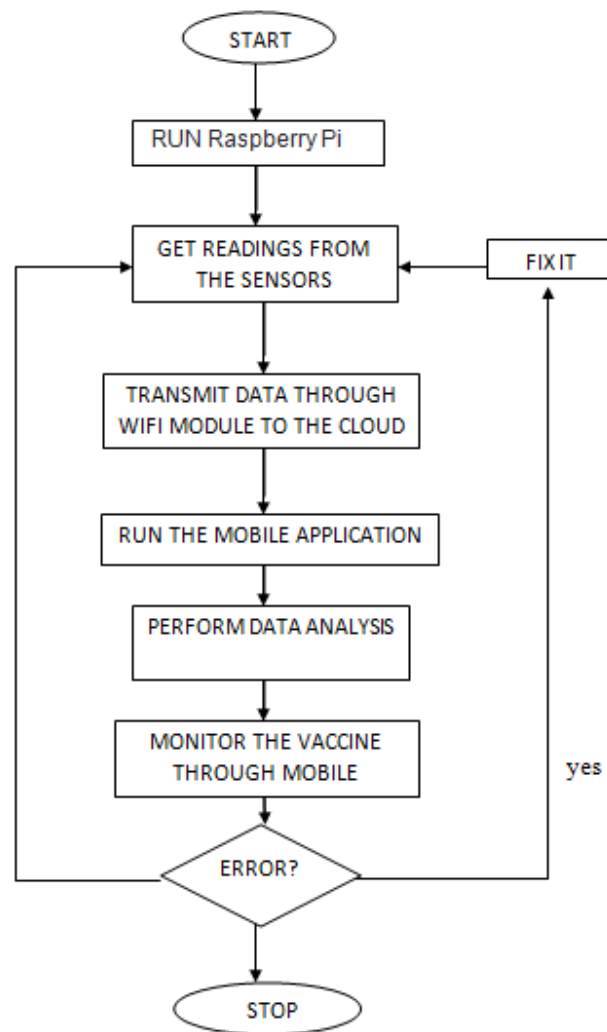 START
RUN Raspberry Pi
GET READINGS FROM
THE SENSORS
FIX IT
TRANSMIT DATA THROUGH
WIFI MODULE TO THE CLOUD
RUN THE MOBILE APPLICATION
PERFORM DATA ANALYSIS
MONITOR THE VACCINE
THROUGH MOBILE
yes
ERROR?
STOP